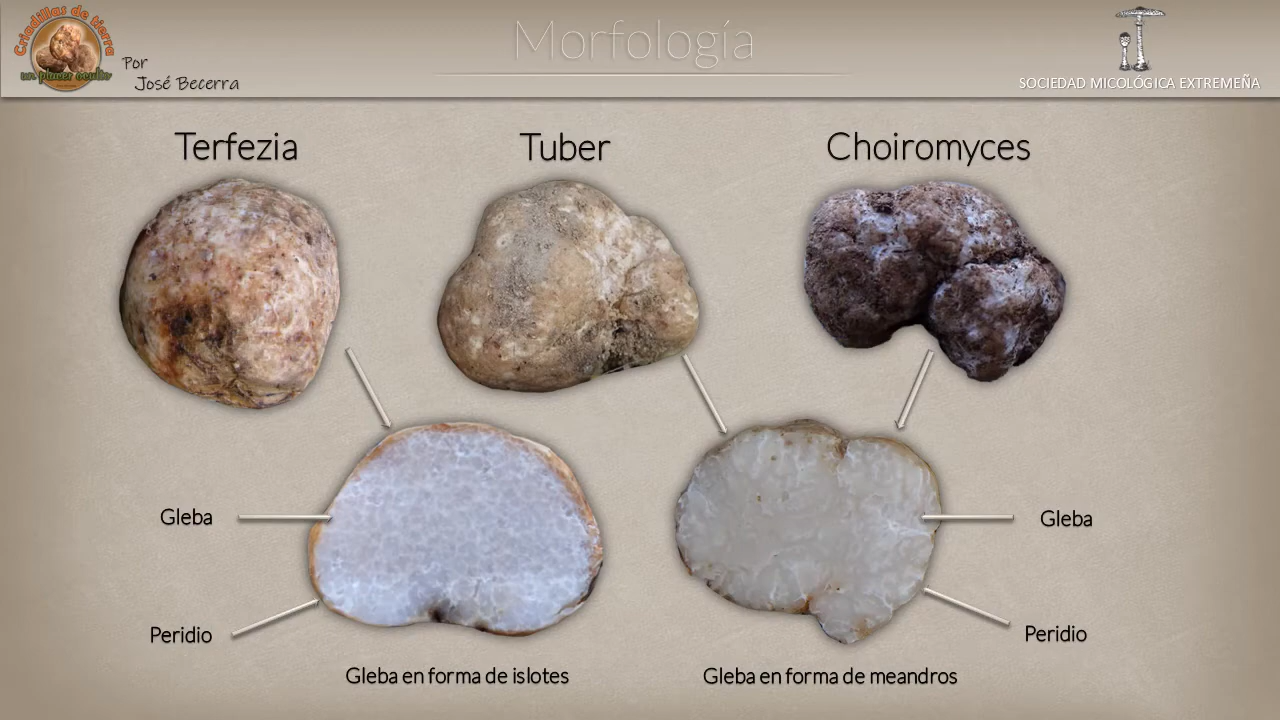 Criadillas de tierra
un placer oculto
Por
José Becerra
Morfología
SOCIEDAD MICOLÓGICA EXTREMEÑA
Terfezia
Tuber
Choiromyces
Gleba
Gleba
Peridio
Peridio
Gleba en forma de islotes
Gleba en forma de meandros